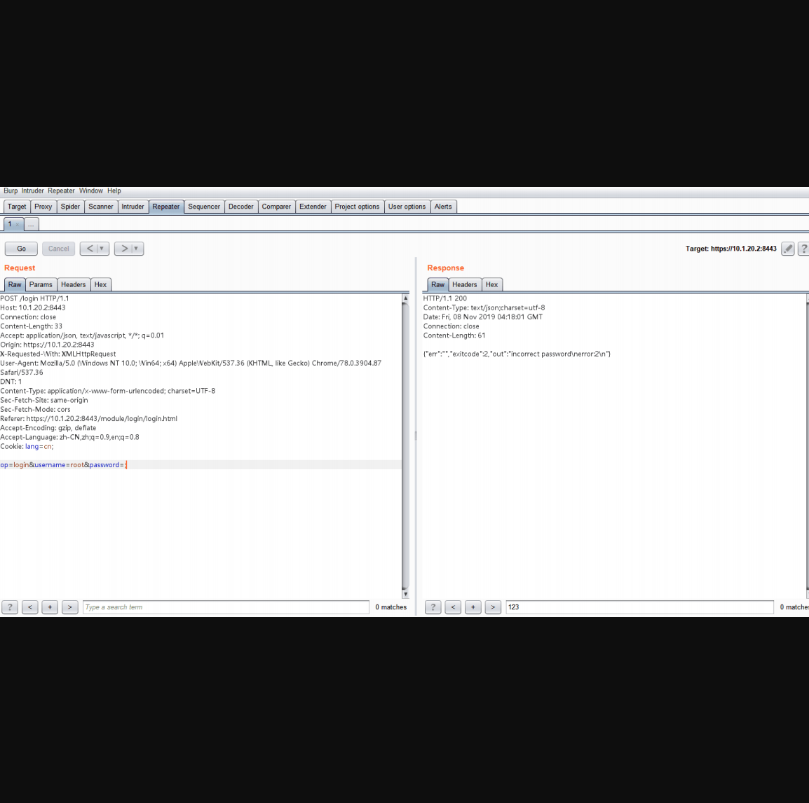 Burp Intruder Repeater Window Help
Target Proxy Spider Scanner Intruder Repeater Sequencer Decoder Comparer Extender Project options User options Alerts
1 × ...
Go Cancel < | ▼ > | ▼ Target: https://10.1.20.2:8443 ?
Request
Raw Params Headers Hex
POST /login HTTP/1.1
Host: 10.1.20.2:8443
Connection: close
Content-Length: 33
Accept: application/json, text/javascript, */*; q=0.01
Origin: https://10.1.20.2:8443
X-Requested-With: XMLHttpRequest
User-Agent: Mozilla/5.0 (Windows NT 10.0; Win64; x64) AppleWebKit/537.36 (KHTML, like Gecko) Chrome/78.0.3904.87
Safari/537.36
DNT: 1
Content-Type: application/x-www-form-urlencoded; charset=UTF-8
Sec-Fetch-Site: same-origin
Sec-Fetch-Mode: cors
Referer: https://10.1.20.2:8443/module/login/login.html
Accept-Encoding: gzip, deflate
Accept-Language: zh-CN,zh;q=0.9,en;q=0.8
Cookie: lang=cn;
op=login&username=root&password=;
? < + > Type a search term 0 matches
Response
Raw Headers Hex
HTTP/1.1 200
Content-Type: text/json;charset=utf-8
Date: Fri, 08 Nov 2019 04:18:01 GMT
Connection: close
Content-Length: 61
{"err":"","exitcode":2,"out":"incorrect password\nerror:2\n"}
? < + > 123 0 matche